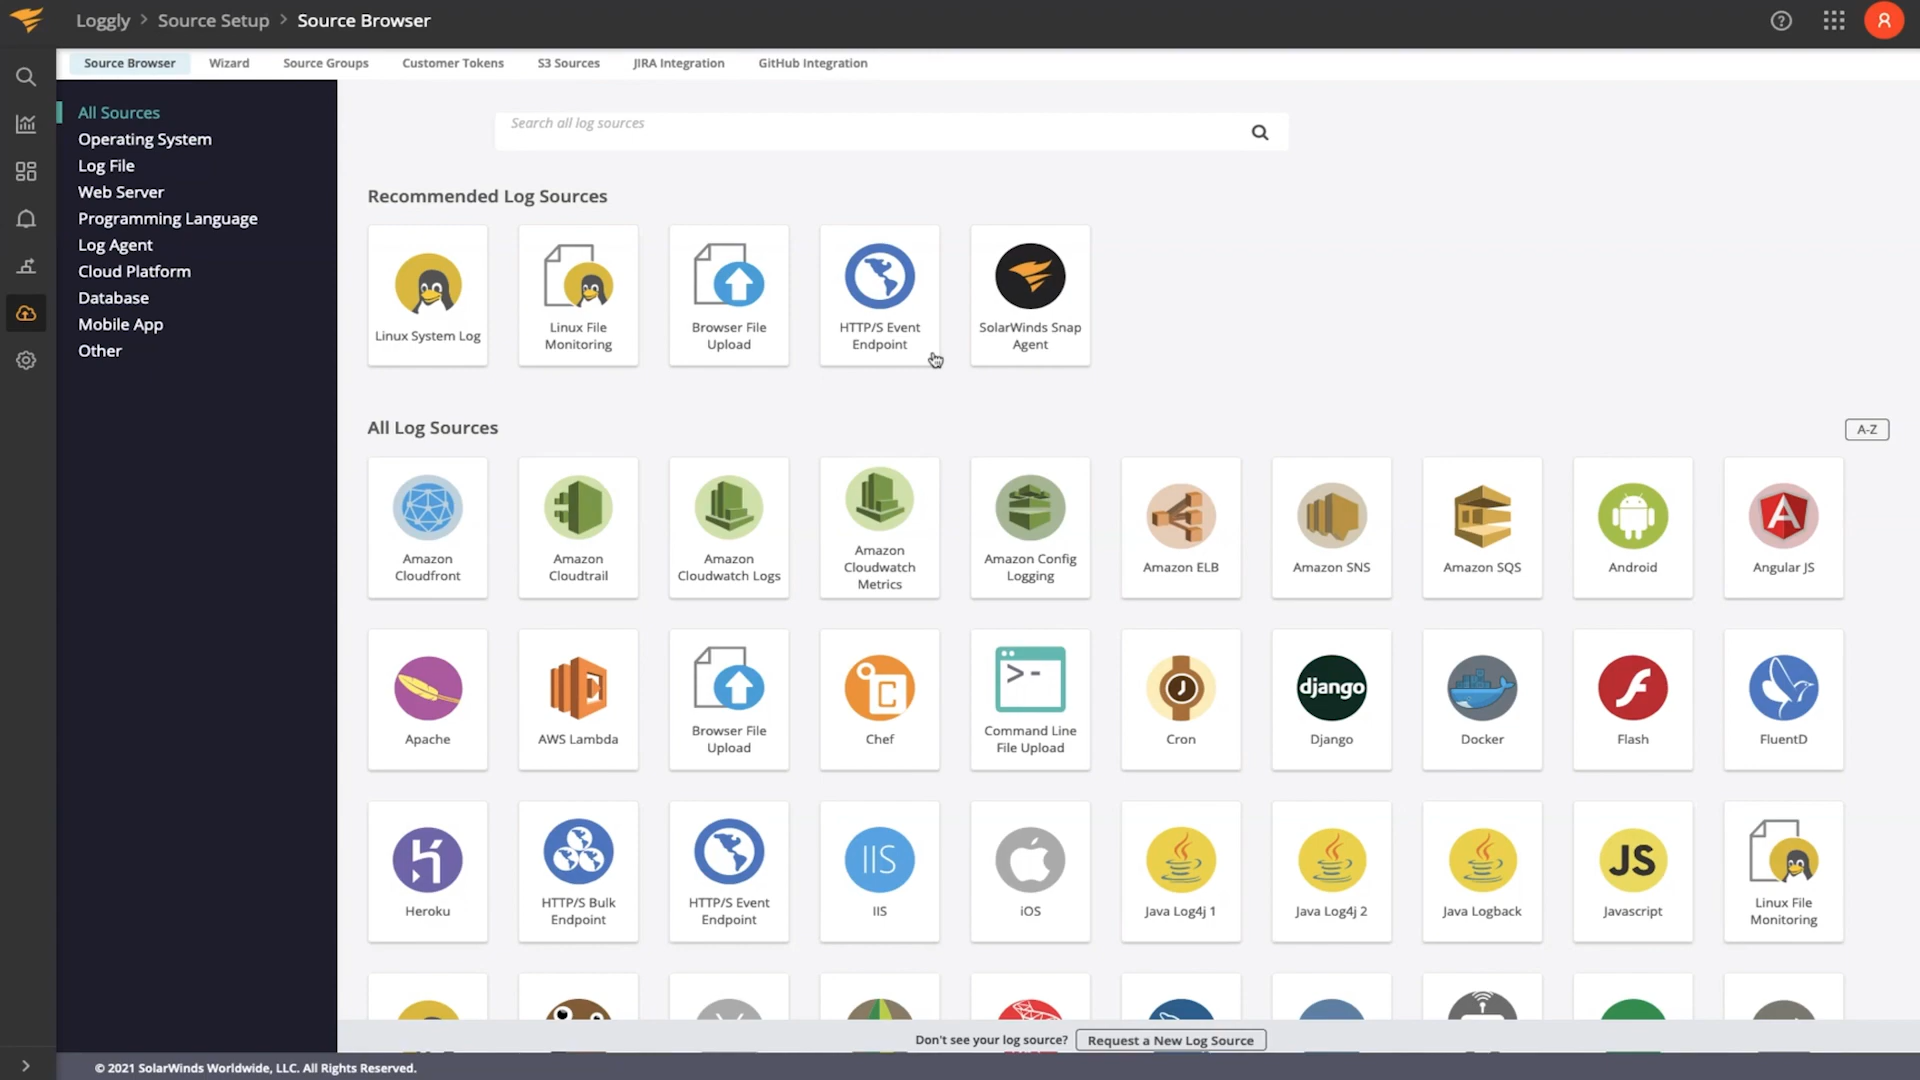 Loggly > Source Setup > Source Browser
Source Browser
Wizard
Source Groups
Customer Tokens
S3 Sources
JIRA Integration
GitHub Integration
All Sources
Operating System
Log File
Web Server
Programming Language
Log Agent
Cloud Platform
Database
Mobile App
Other
Search all log sources
Recommended Log Sources
Linux System Log
Linux File
Monitoring
Browser File
Upload
HTTP/S Event
Endpoint
SolarWinds Snap
Agent
All Log Sources
A-Z
Amazon
Cloudfront
Amazon
Cloudtrail
Amazon
Cloudwatch Logs
Amazon
Cloudwatch
Metrics
Amazon Config
Logging
Amazon ELB
Amazon SNS
Amazon SQS
Android
Angular JS
Apache
AWS Lambda
Browser File
Upload
Chef
Command Line
File Upload
Cron
django
Django
Docker
Flash
FluentD
Heroku
HTTP/S Bulk
Endpoint
HTTP/S Event
Endpoint
IIS
IIS
iOS
Java Log4j 1
Java Log4j 2
Java Logback
JS
Javascript
Linux File
Monitoring
Don't see your log source?
Request a New Log Source
© 2021 SolarWinds Worldwide, LLC. All Rights Reserved.